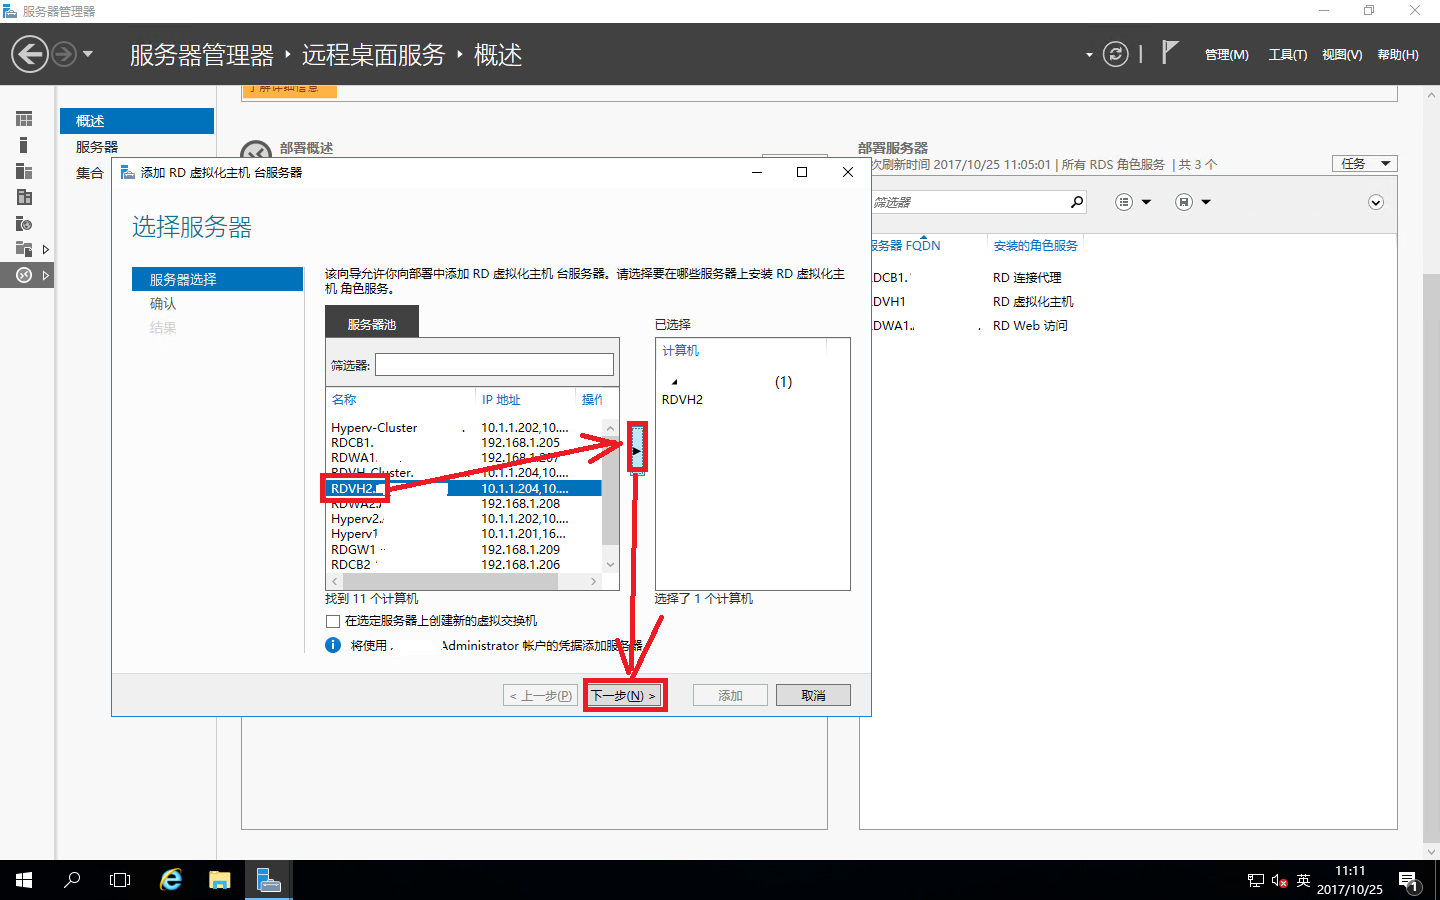 服务器管理器
服务器管理器 · 远程桌面服务 · 概述
管理(M) 工具(T) 视图(V) 帮助(H)
了解详细信息
概述
服务器
集合
部署概述
部署服务器
次刷新时间 2017/10/25 11:05:01 | 所有 RDS 角色服务 | 共 3 个
任务
筛选器
务器 FQDN 安装的角色服务
DCB1. RD 连接代理
DVH1 RD 虚拟化主机
DWA1.. . RD Web 访问
添加 RD 虚拟化主机 台服务器
选择服务器
服务器选择
确认
结果
该向导允许你向部署中添加 RD 虚拟化主机 台服务器。请选择要在哪些服务器上安装 RD 虚拟化主
机 角色服务。
服务器池
筛选器:
名称 IP 地址 操作
Hyperv-Cluster . 10.1.1.202,10....
RDCB1. 192.168.1.205
RDWA1. 192.168.1.207
RDVH-Cluster. 10.1.1.204,10....
RDVH2. 10.1.1.204,10....
RDWA2. 192.168.1.208
Hyperv2. 10.1.1.202,10....
Hyperv1 10.1.1.201,16...
RDGW1 192.168.1.209
RDCB2 192.168.1.206
找到 11 个计算机
已选择
计算机
(1)
RDVH2
选择了 1 个计算机
在选定服务器上创建新的虚拟交换机
将使用 Administrator 帐户的凭据添加服务器
< 上一步(P) 下一步(N) > 添加 取消
英
11:11
2017/10/25
1